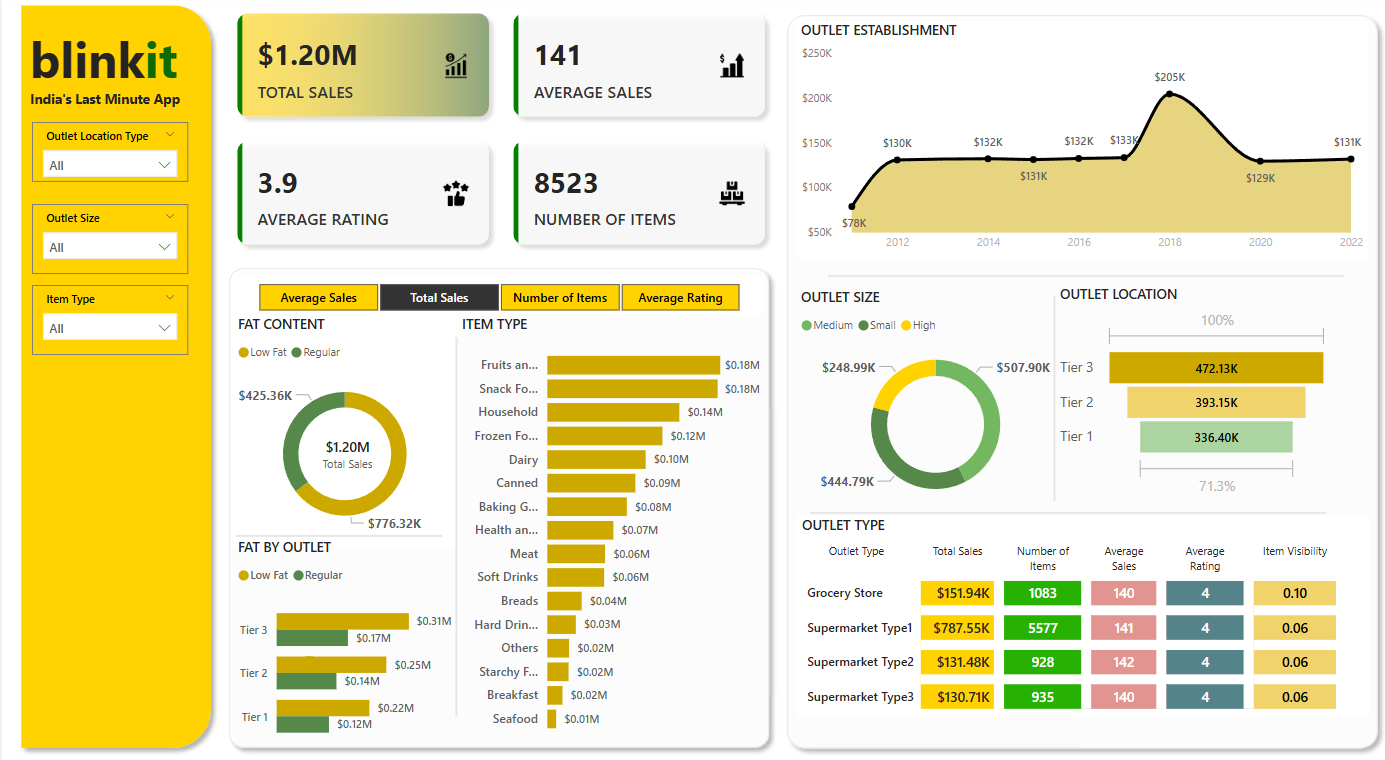 blinkit
India's Last Minute App
Outlet Location Type
All
Outlet Size
All
Item Type
All
$1.20M
TOTAL SALES
141
AVERAGE SALES
3.9
AVERAGE RATING
8523
NUMBER OF ITEMS
Average Sales Total Sales Number of Items Average Rating
FAT CONTENT
Low Fat Regular
$425.36K
$1.20M
Total Sales
$776.32K
FAT BY OUTLET
Low Fat Regular
Tier 3 $0.31M
$0.17M
Tier 2 $0.25M
$0.14M
Tier 1 $0.22M
$0.12M
ITEM TYPE
Fruits an... $0.18M
Snack Fo... $0.18M
Household $0.14M
Frozen Fo... $0.12M
Dairy $0.10M
Canned $0.09M
Baking G... $0.08M
Health an... $0.07M
Meat $0.06M
Soft Drinks $0.06M
Breads $0.04M
Hard Drin... $0.03M
Others $0.02M
Starchy F... $0.02M
Breakfast $0.02M
Seafood $0.01M
OUTLET ESTABLISHMENT
$250K
$200K
$150K
$100K
$50K
$78K
$130K
$132K
$131K
$132K
$133K
$205K
$129K
$131K
2012 2014 2016 2018 2020 2022
OUTLET SIZE
Medium Small High
$248.99K
$507.90K
$444.79K
OUTLET LOCATION
100%
Tier 3 472.13K
Tier 2 393.15K
Tier 1 336.40K
71.3%
OUTLET TYPE
Outlet Type Total Sales Number of Items Average Sales Average Rating Item Visibility
Grocery Store $151.94K 1083 140 4 0.10
Supermarket Type1 $787.55K 5577 141 4 0.06
Supermarket Type2 $131.48K 928 142 4 0.06
Supermarket Type3 $130.71K 935 140 4 0.06